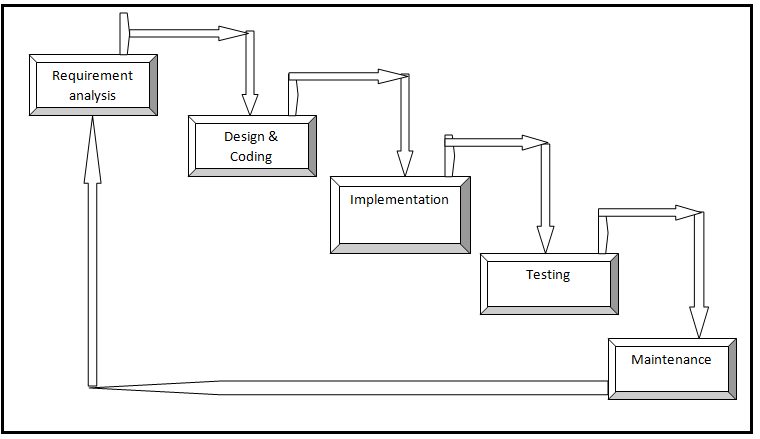 Requirement
analysis
Design &
Coding
Implementation
Testing
Maintenance